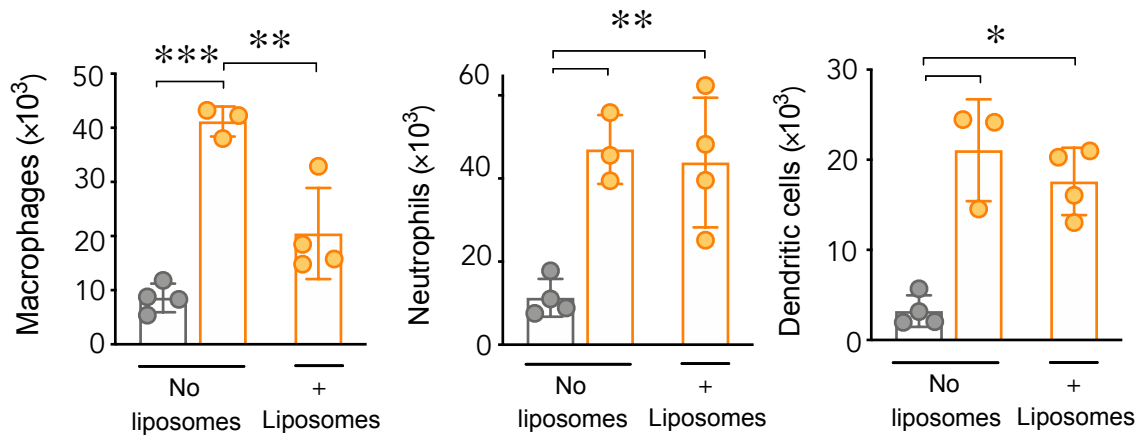 Macrophages (×10³)
50
40
30
20
10
0
***
**
No
liposomes
+
Liposomes
Neutrophils (×10³)
60
40
20
0
**
No
liposomes
+
Liposomes
Dendritic cells (×10³)
30
20
10
0
*
No
liposomes
+
Liposomes